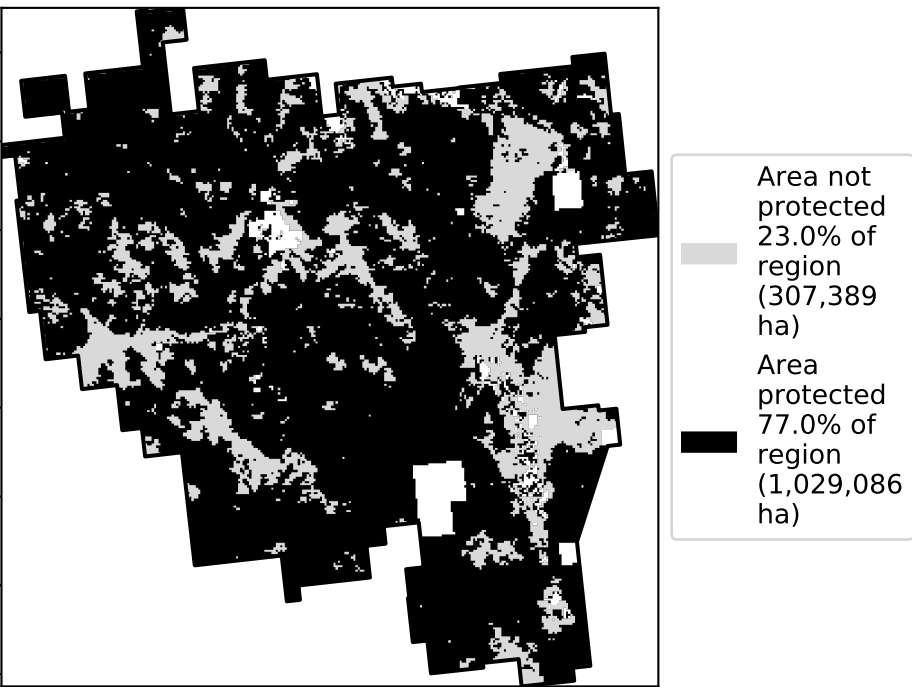 Area not
protected
23.0% of
region
(307,389
ha)
Area
protected
77.0% of
region
(1,029,086
ha)